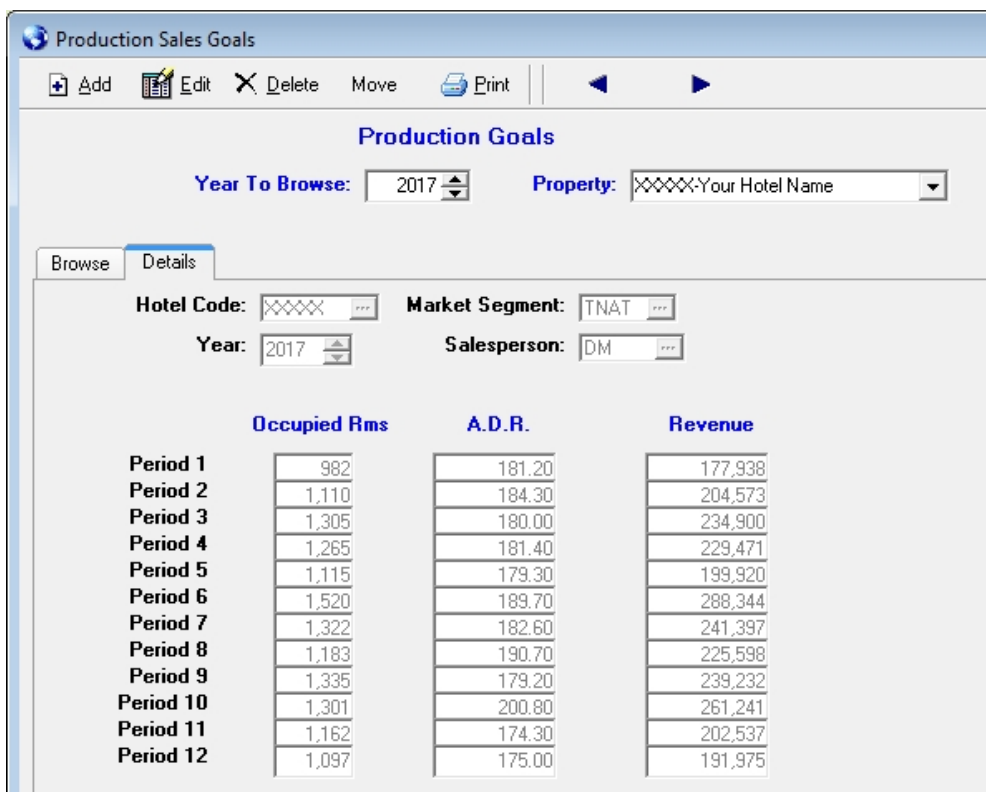 Production Sales Goals
Add Edit Delete Move Print
Production Goals
Year To Browse: 2017 Property: XXXXX-Your Hotel Name
Browse Details
Hotel Code: XXXXX ... Market Segment: TNAT ...
Year: 2017 Salesperson: DM ...
Occupied Rms A.D.R. Revenue
Period 1 982 181.20 177,938
Period 2 1,110 184.30 204,573
Period 3 1,305 180.00 234,900
Period 4 1,265 181.40 229,471
Period 5 1,115 179.30 199,920
Period 6 1,520 189.70 288,344
Period 7 1,322 182.60 241,397
Period 8 1,183 190.70 225,598
Period 9 1,335 179.20 239,232
Period 10 1,301 200.80 261,241
Period 11 1,162 174.30 202,537
Period 12 1,097 175.00 191,975